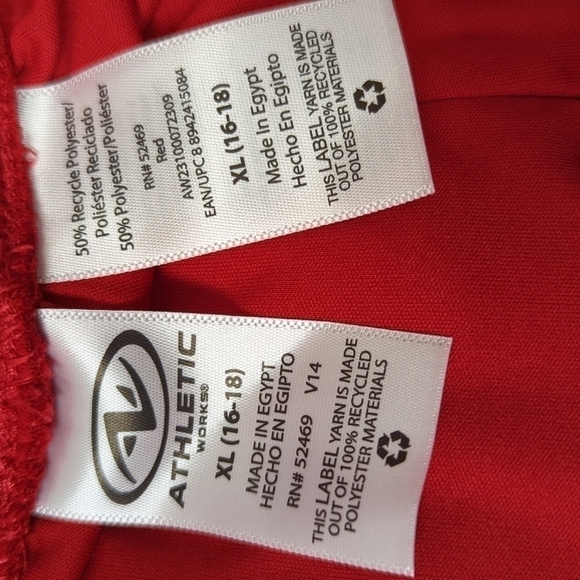 50% Recycle Polyester/
Poliéster Reciclado
50% Polyester/Poliéster
RN# 52469
Red
AW23100072309
EAN/UPC 8 8942415084
XL (16-18)
Made In Egypt
Hecho En Egipto
THIS LABEL YARN IS MADE
OUT OF 100% RECYCLED
POLYESTER MATERIALS
ATHLETIC
WORKS®
XL (16-18)
MADE IN EGYPT
HECHO EN EGIPTO
RN# 52469 V14
THIS LABEL YARN IS MADE
OUT OF 100% RECYCLED
POLYESTER MATERIALS